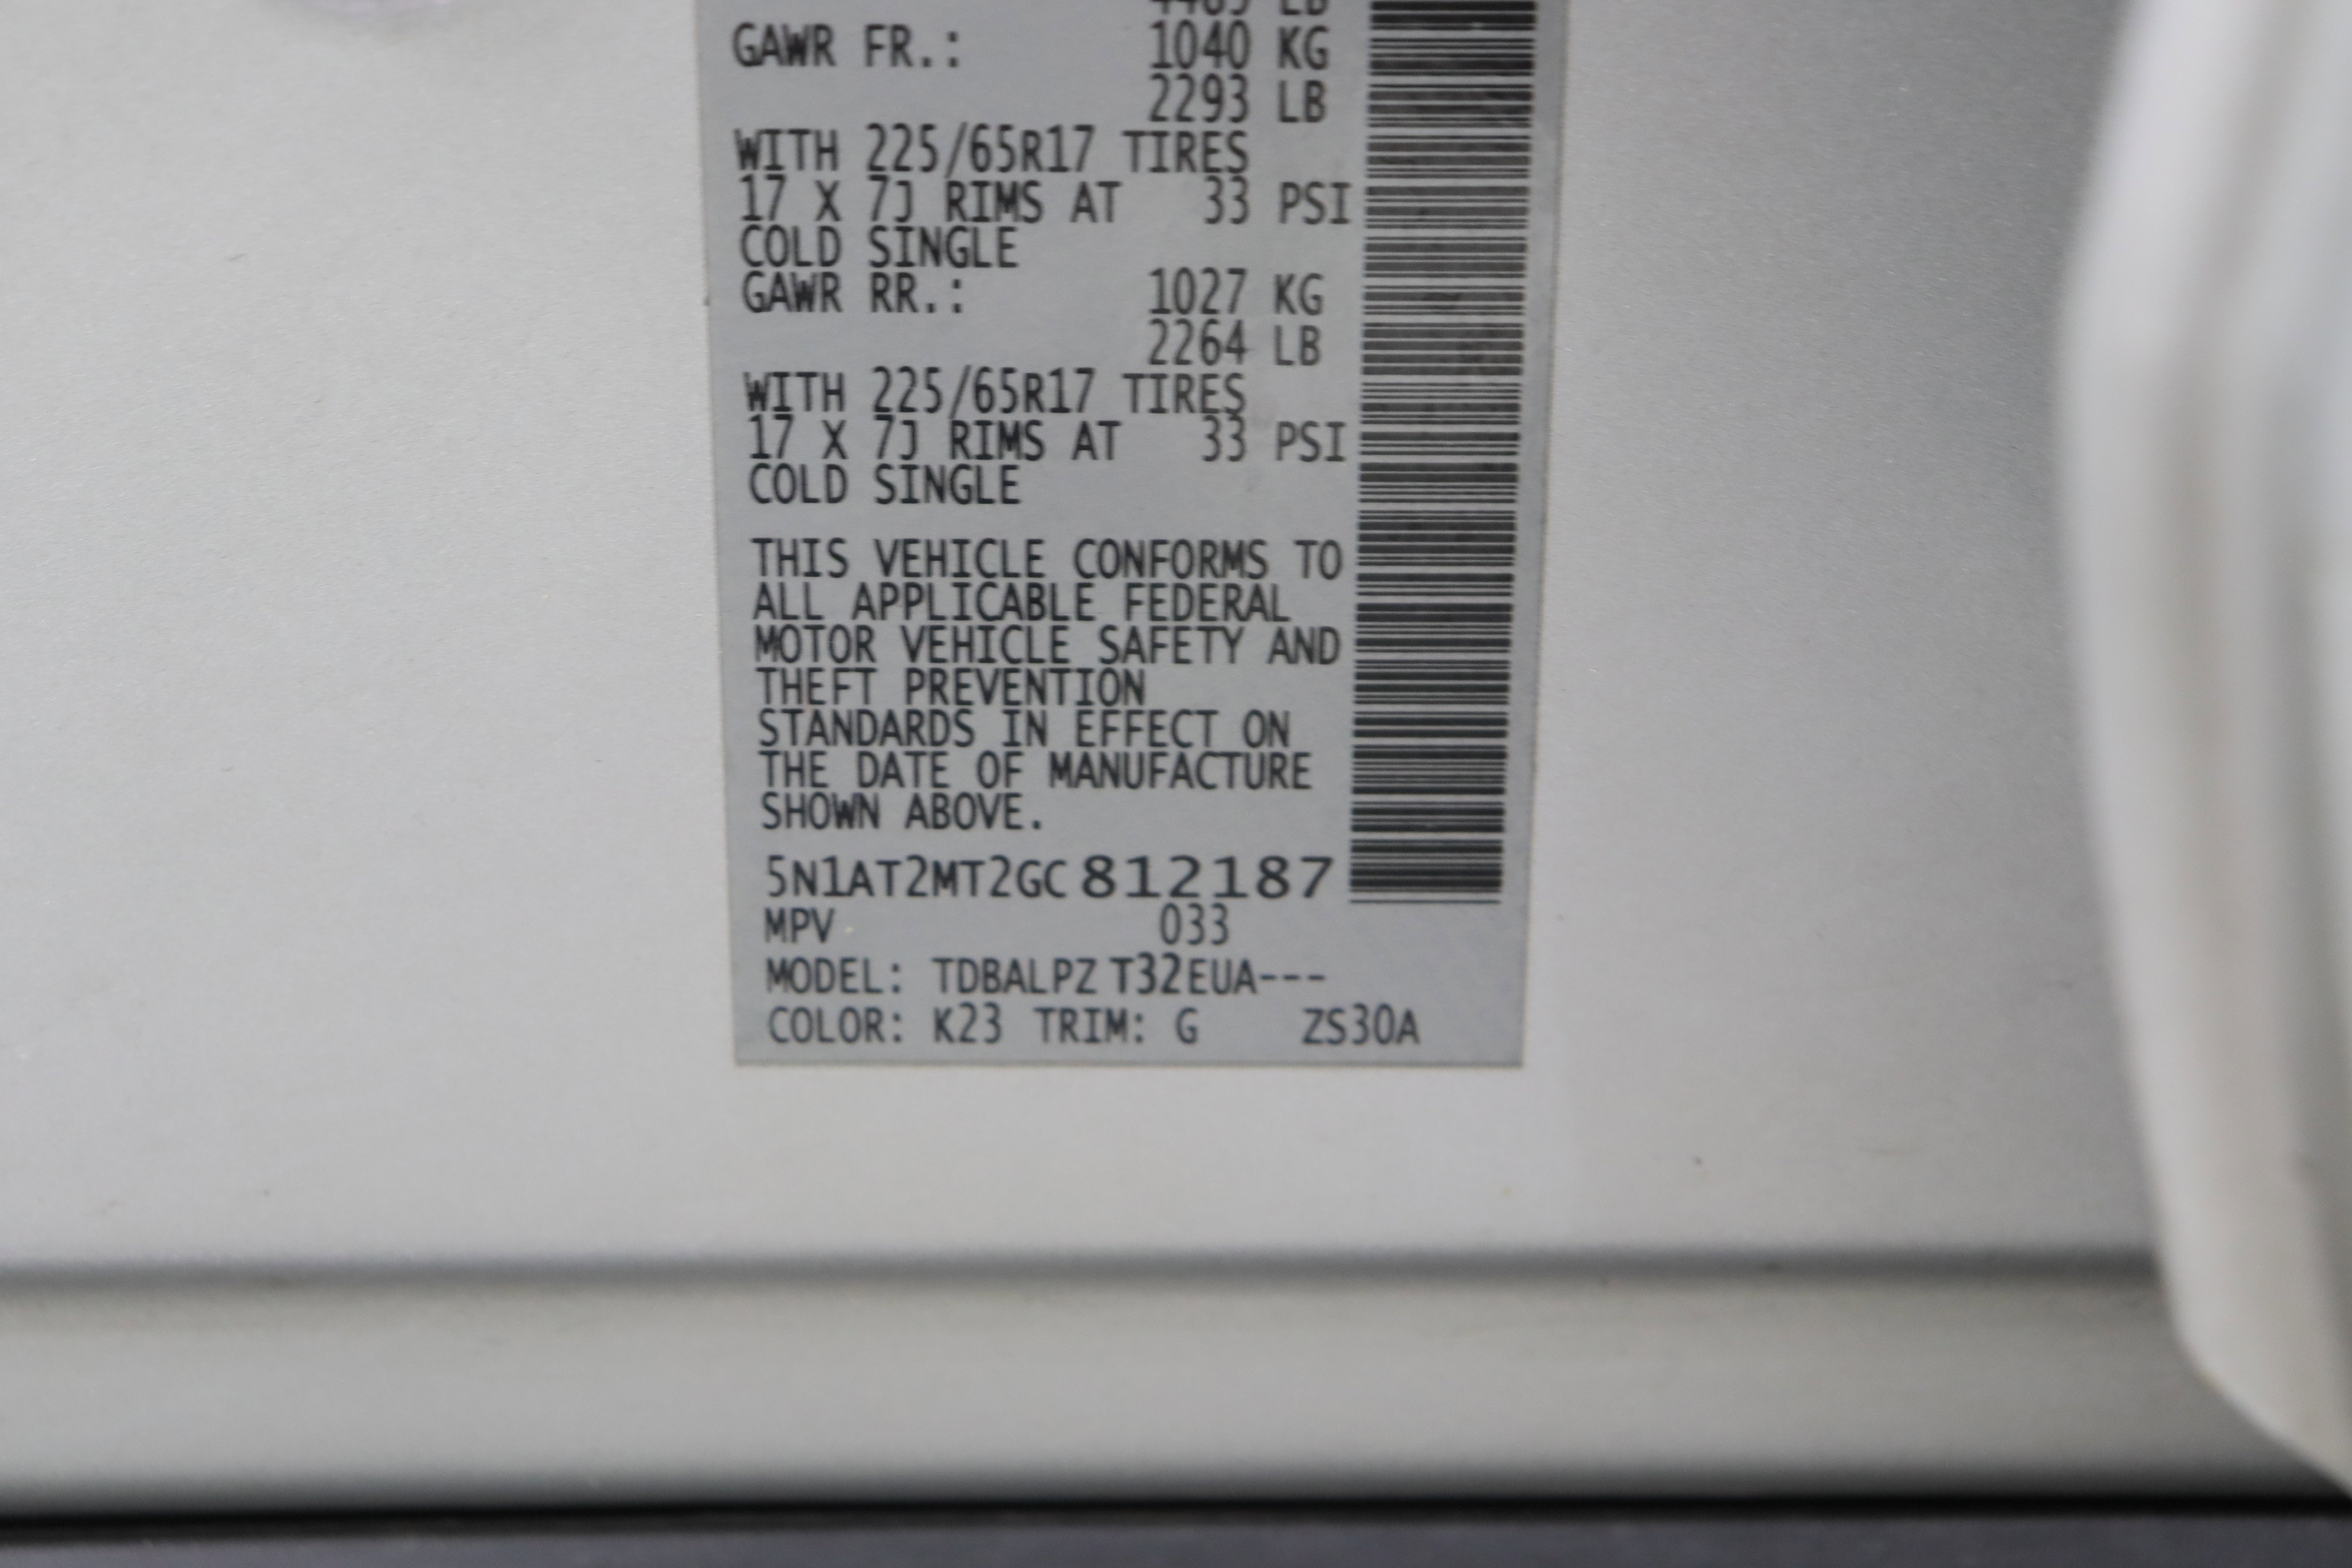 GAWR FR.: 1040 KG
2293 LB
WITH 225/65R17 TIRES
17 X 7J RIMS AT 33 PSI
COLD SINGLE
GAWR RR.: 1027 KG
2264 LB
WITH 225/65R17 TIRES
17 X 7J RIMS AT 33 PSI
COLD SINGLE
THIS VEHICLE CONFORMS TO
ALL APPLICABLE FEDERAL
MOTOR VEHICLE SAFETY AND
THEFT PREVENTION
STANDARDS IN EFFECT ON
THE DATE OF MANUFACTURE
SHOWN ABOVE.
5N1AT2MT2GC812187
MPV 033
MODEL: TDBALPZ T32EUA---
COLOR: K23 TRIM: G ZS30A